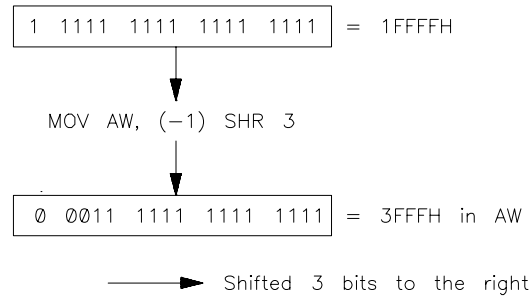 1 1111 1111 1111 1111 = 1FFFFH
MOV AW, (−1) SHR 3
0 0011 1111 1111 1111 = 3FFFH in AW
Shifted 3 bits to the right